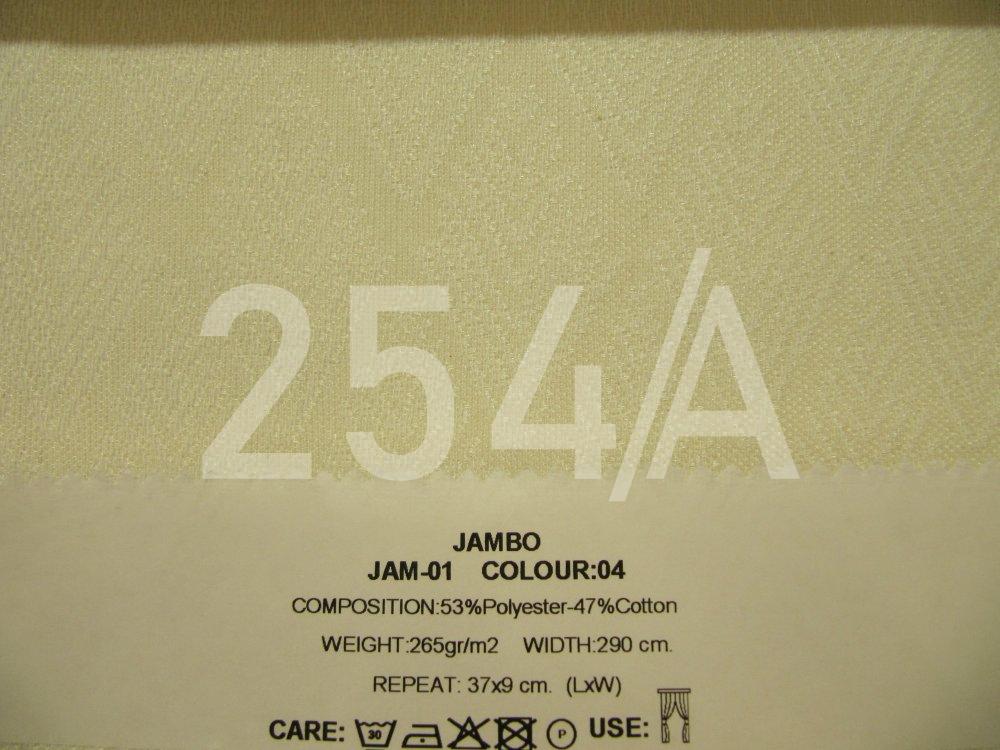 254/A
JAMBO
JAM-01 COLOUR:04
COMPOSITION:53%Polyester-47%Cotton
WEIGHT:265gr/m2 WIDTH:290 cm.
REPEAT: 37x9 cm. (LxW)
CARE: 30 P USE: